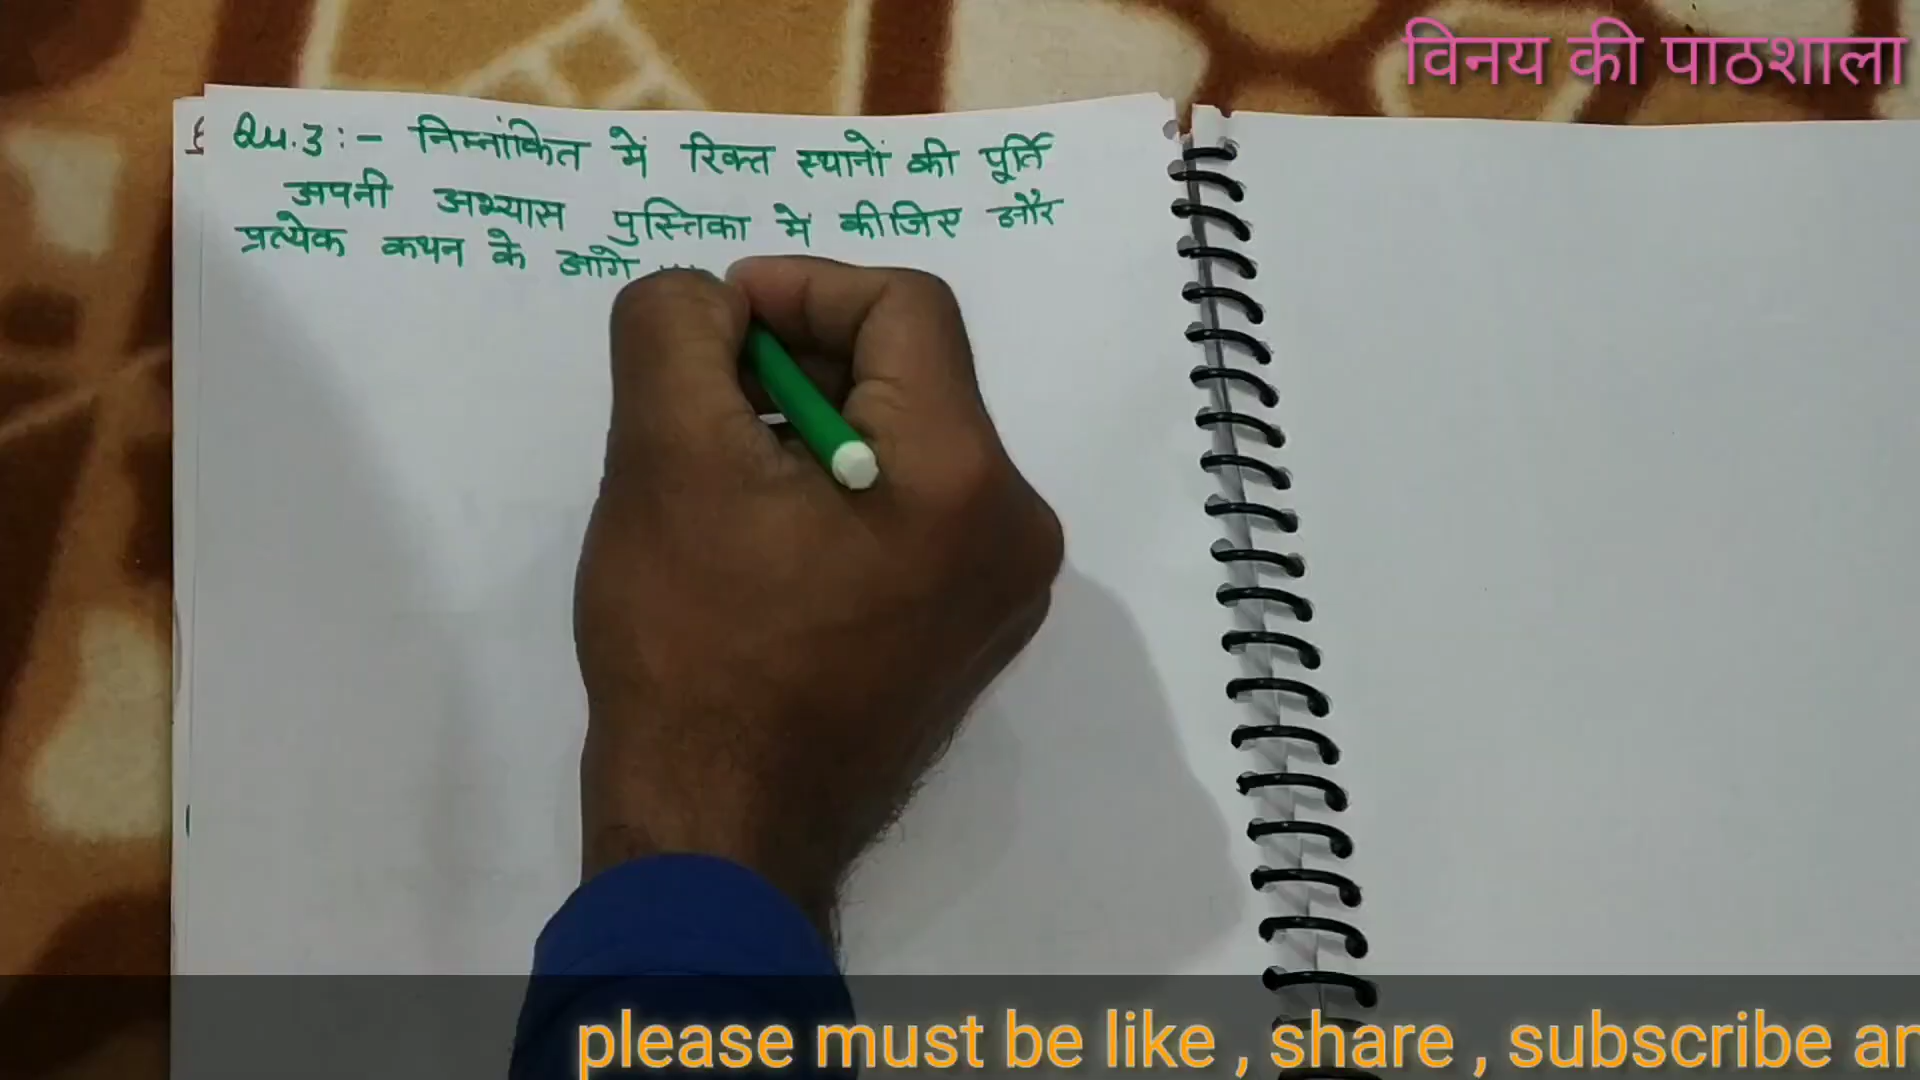 विनय की पाठशाला
Qu.3:- निम्नांकित में रिक्त स्थानों की पूर्ति
अपनी अभ्यास पुस्तिका में कीजिए और
प्रत्येक कथन के आगे
please must be like , share , subscribe an